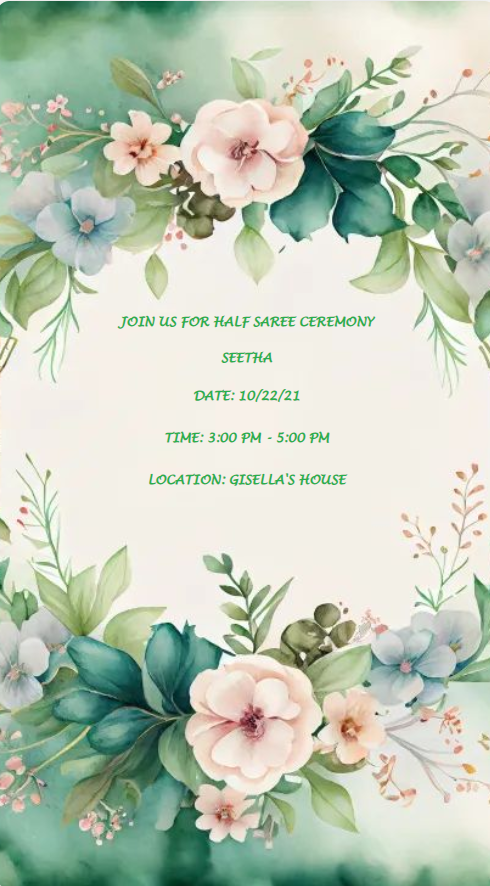 JOIN US FOR HALF SAREE CEREMONY
SEETHA
DATE: 10/22/21
TIME: 3:00 PM - 5:00 PM
LOCATION: GISELLA'S HOUSE